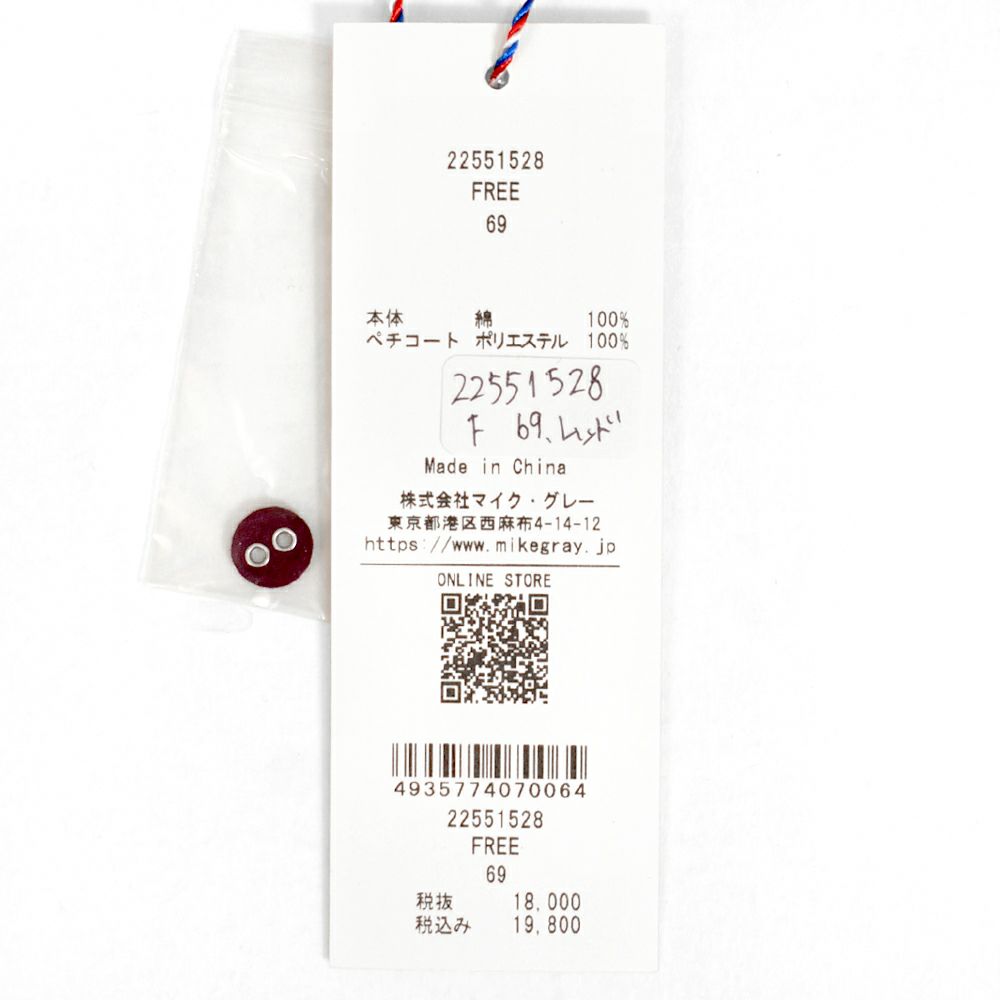 22551528
FREE
69
本体 綿 100%
ペチコート ポリエステル 100%
22551528
F 69、レッド
Made in China
株式会社マイク・グレー
東京都港区西麻布4-14-12
https://www.mikegray.jp
ONLINE STORE
4935774070064
22551528
FREE
69
税抜 18,000
税込み 19,800